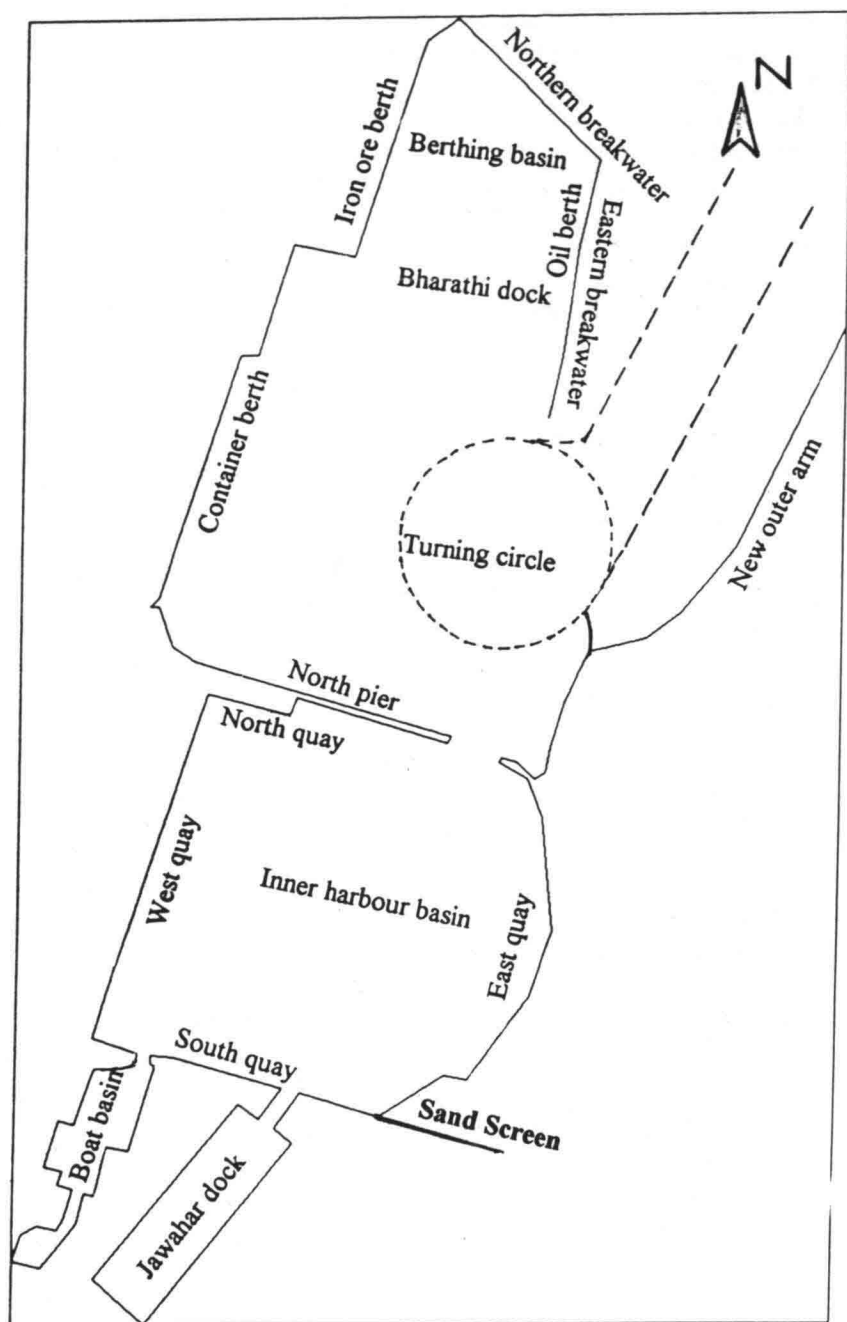 Northern breakwater
N
Iron ore berth
Berthing basin
Oil berth
Eastern breakwater
Bharathi dock
Container berth
Turning circle
New outer arm
North pier
North quay
West quay
Inner harbour basin
East quay
South quay
Boat basin
Sand Screen
Jawahar dock